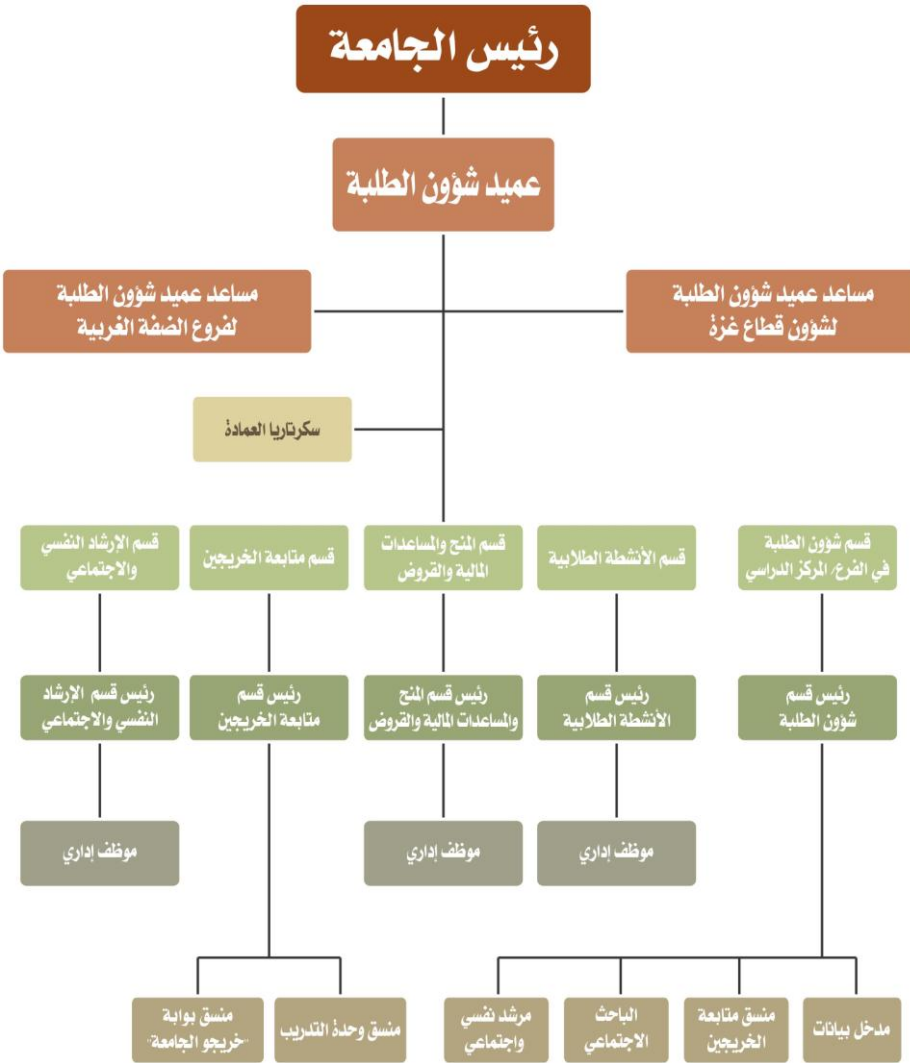 رئيس الجامعة
عميد شؤون الطلبة
مساعد عميد شؤون الطلبة
لشؤون قطاع غزة
مساعد عميد شؤون الطلبة
لفروع الضفة الغربية
سكرتاريا العمادة
قسم شؤون الطلبة
في الفرع/ المركز الدراسي
قسم الأنشطة الطلابية
قسم المنح والمساعدات
المالية والقروض
قسم متابعة الخريجين
قسم الإرشاد النفسي
والاجتماعي
رئيس قسم
شؤون الطلبة
رئيس قسم
الأنشطة الطلابية
رئيس قسم المنح
والمساعدات المالية والقروض
رئيس قسم
متابعة الخريجين
رئيس قسم الإرشاد
النفسي والاجتماعي
موظف إداري
موظف إداري
موظف إداري
مدخل بيانات
منسق متابعة
الخريجين
الباحث
الاجتماعي
مرشد نفسي
واجتماعي
منسق وحدة التدريب
منسق بوابة
"خريجو الجامعة"